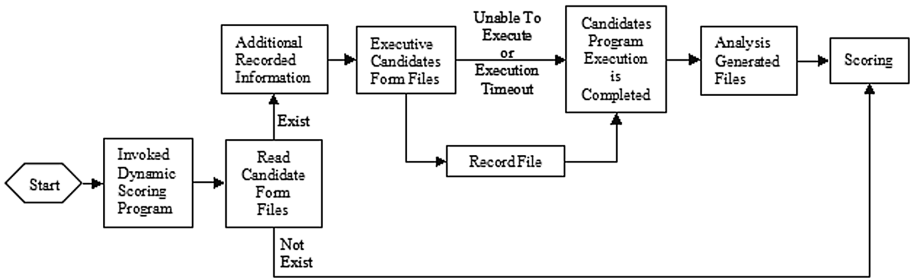 Start
Invoked
Dynamic
Scoring
Program
Read
Candidate
Form
Files
Exist
Not
Exist
Additional
Recorded
Information
Executive
Candidates
Form Files
Unable To
Execute
or
Execution
Timeout
Record File
Candidates
Program
Execution
is
Completed
Analysis
Generated
Files
Scoring